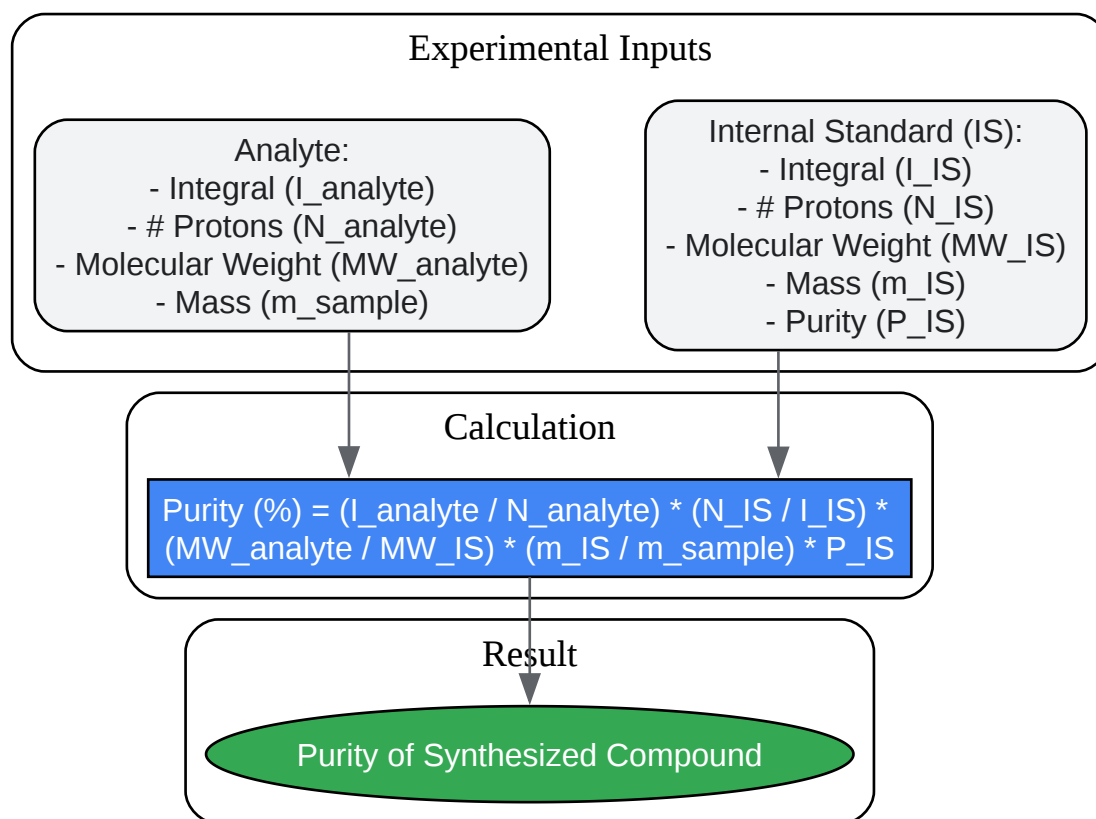 Experimental Inputs
Analyte:
- Integral (I_analyte)
- # Protons (N_analyte)
- Molecular Weight (MW_analyte)
- Mass (m_sample)
Internal Standard (IS):
- Integral (I_IS)
- # Protons (N_IS)
- Molecular Weight (MW_IS)
- Mass (m_IS)
- Purity (P_IS)
Calculation
Purity (%) = (I_analyte / N_analyte) * (N_IS / I_IS) *
(MW_analyte / MW_IS) * (m_IS / m_sample) * P_IS
Result
Purity of Synthesized Compound